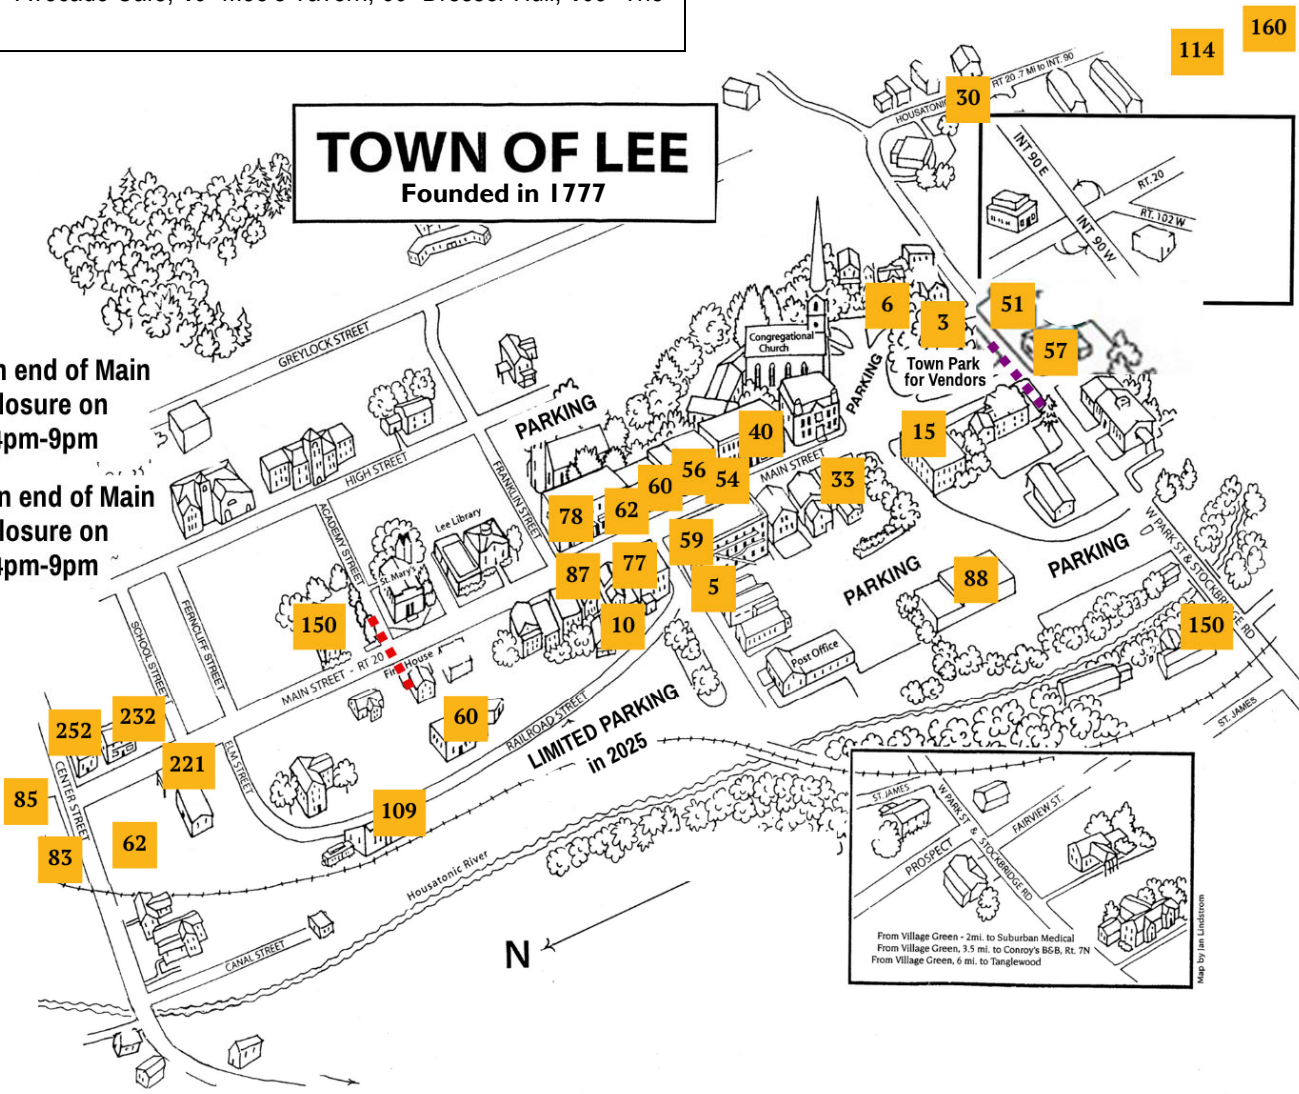 TOWN OF LEE
Founded in 1777
160
114
30
RT 20 .7 Mi to INT. 90
INT 90 E
RT. 20
RT. 102 W
INT 90 W
6
3
51
57
Congregational
Church
PARKING
Town Park
for Vendors
GREYLOCK STREET
n end of Main
losure on
4pm-9pm
n end of Main
losure on
4pm-9pm
PARKING
HIGH STREET
FRANKLIN STREET
ACADEMY STREET
Lee Library
St. Mary
40
15
MAIN STREET
33
56
54
60
62
78
59
87
77
5
10
88
PARKING
PARKING
W PARK ST & STOCKBRIDGE RD
150
150
SCHOOL STREET
FERNCLIFF STREET
MAIN STREET - RT 20
House
Post Office
60
RAILROAD STREET
LIMITED PARKING
in 2025
ST. JAMES
252
232
221
ELM STREET
CENTER STREET
85
62
83
109
Housatonic River
CANAL STREET
N
ST. JAMES
W PARK ST & STOCKBRIDGE RD
FAIRVIEW ST.
PROSPECT
From Village Green - 2mi. to Suburban Medical
From Village Green, 3.5 mi. to Conroy's B&B, Rt. 7N
From Village Green, 6 mi. to Tanglewood
Map by Jan Lindstrom